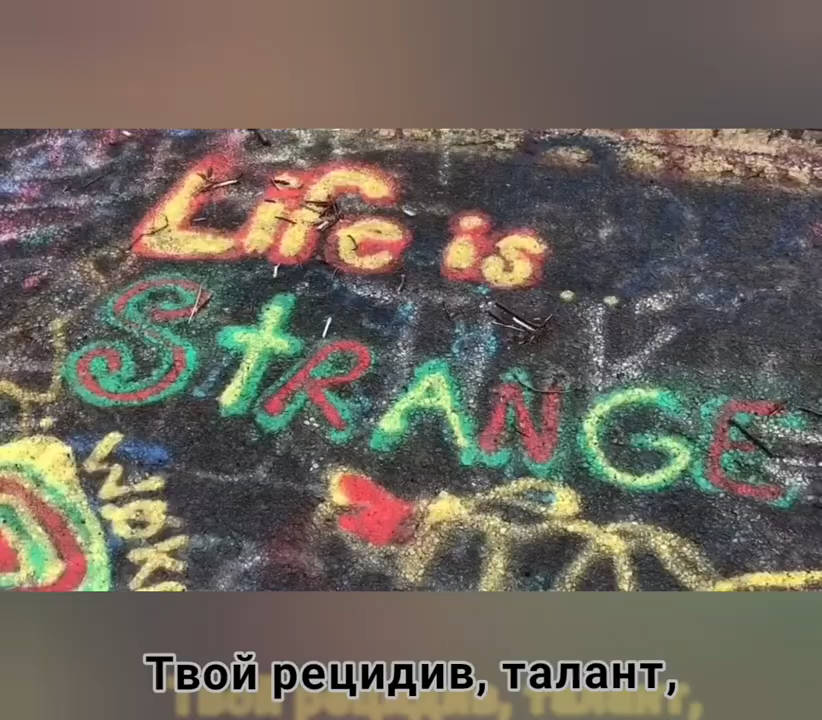 Life is
StRANGE
Твой рецидив, талант,